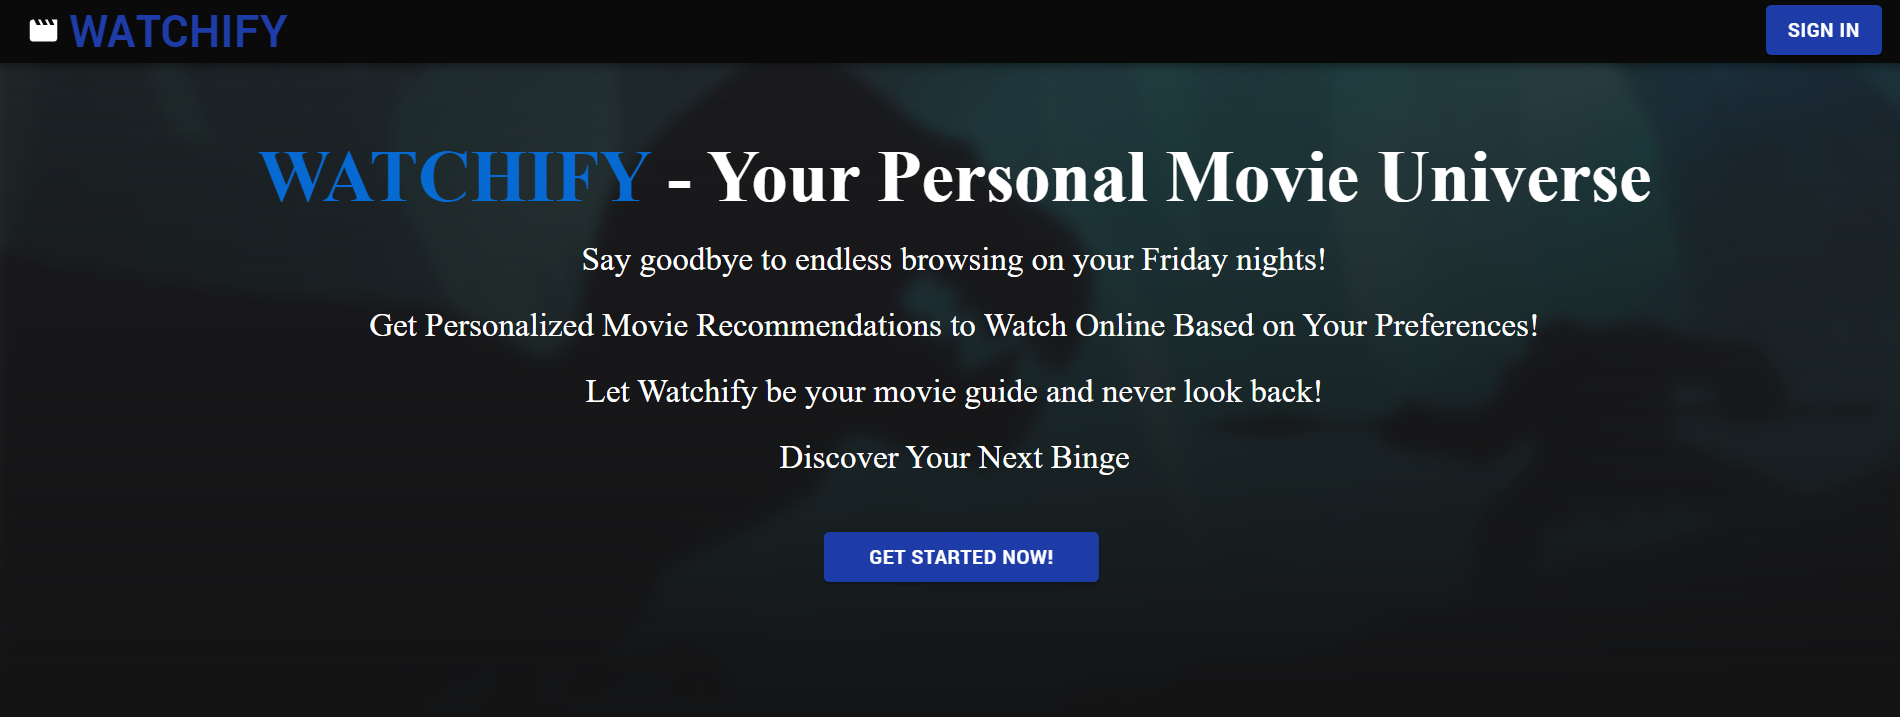 WATCHIFY
SIGN IN
WATCHIFY - Your Personal Movie Universe
Say goodbye to endless browsing on your Friday nights!
Get Personalized Movie Recommendations to Watch Online Based on Your Preferences!
Let Watchify be your movie guide and never look back!
Discover Your Next Binge
GET STARTED NOW!